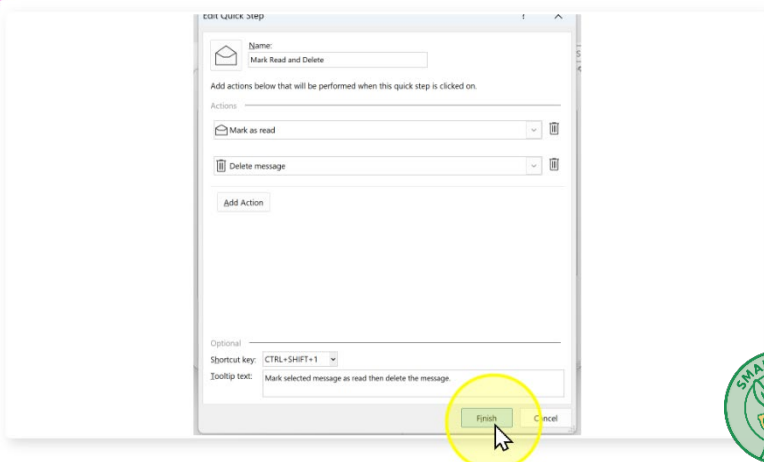 Edit Quick Step ?
Name:
Mark Read and Delete
Add actions below that will be performed when this quick step is clicked on.
Actions
Mark as read
Delete message
Add Action
Optional
Shortcut key: CTRL+SHIFT+1
Tooltip text: Mark selected message as read then delete the message.
Finish Cancel